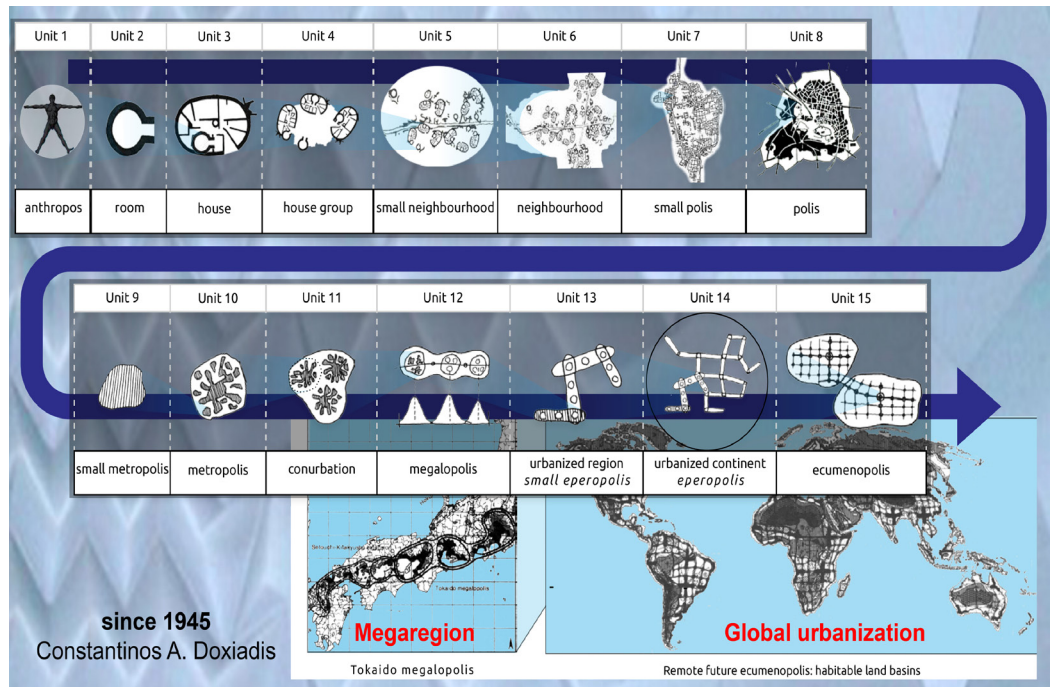 Unit 1
Unit 2
Unit 3
Unit 4
Unit 5
Unit 6
Unit 7
Unit 8
anthropos
room
house
house group
small neighbourhood
neighbourhood
small polis
polis
Unit 9
Unit 10
Unit 11
Unit 12
Unit 13
Unit 14
Unit 15
small metropolis
metropolis
conurbation
megalopolis
urbanized region
small eperopolis
urbanized continent
eperopolis
ecumenopolis
Tokaido megalopolis
since 1945
Constantinos A. Doxiadis
Megaregion
Global urbanization
Tokaido megalopolis
Remote future ecumenopolis: habitable land basins